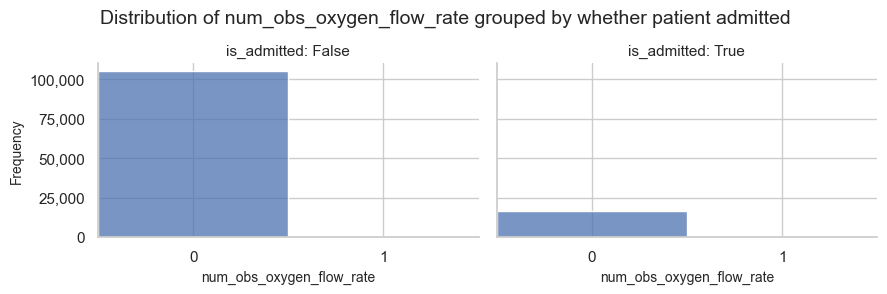 Distribution of num_obs_oxygen_flow_rate grouped by whether patient admitted
is_admitted: False
is_admitted: True
100,000
75,000
50,000
25,000
0
Frequency
0 1
0 1
num_obs_oxygen_flow_rate
num_obs_oxygen_flow_rate